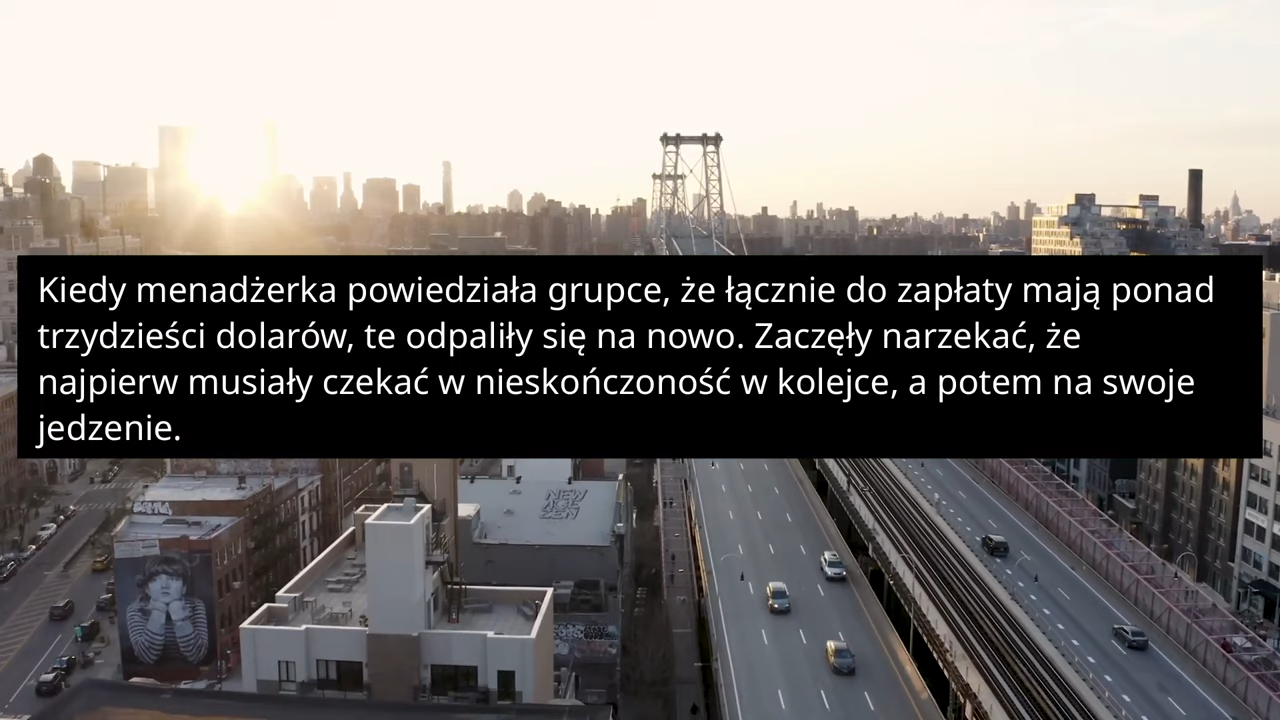 Kiedy menadżerka powiedziała grupce, że łącznie do zapłaty mają ponad
trzydzieści dolarów, te odpaliły się na nowo. Zaczęły narzekać, że
najpierw musiały czekać w nieskończoność w kolejce, a potem na swoje
jedzenie.
NEW